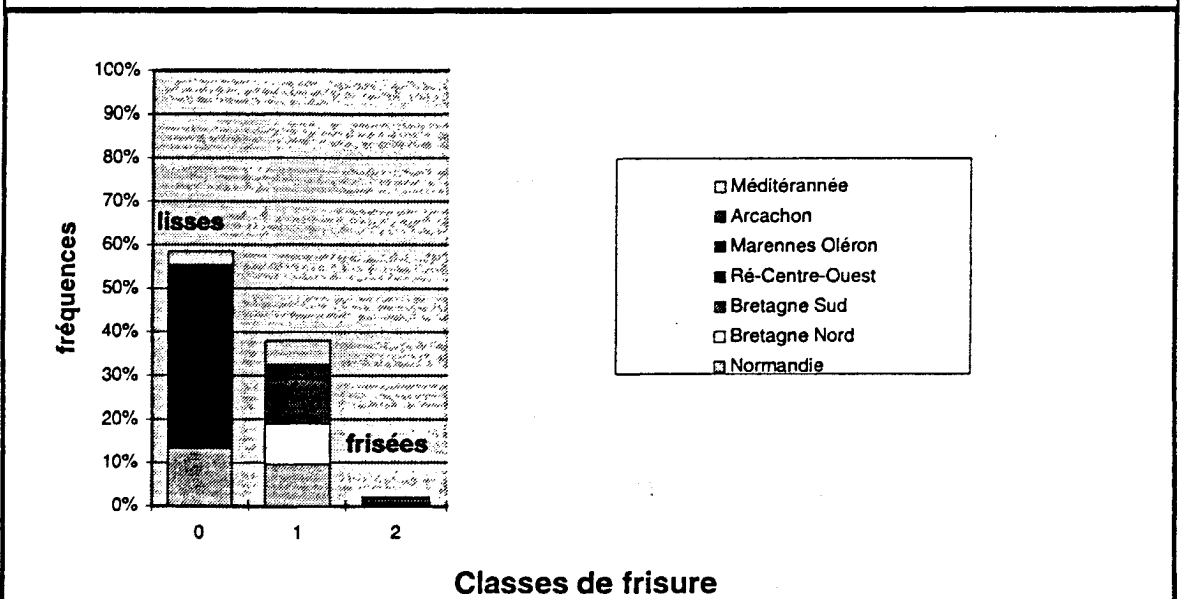 100%
90%
80%
70%
60%
50%
40%
30%
20%
10%
0%
fréquences
lisses
frisées
0 1 2
Classes de frisure
Méditérannée
Arcachon
Marennes Oléron
Ré-Centre-Ouest
Bretagne Sud
Bretagne Nord
Normandie